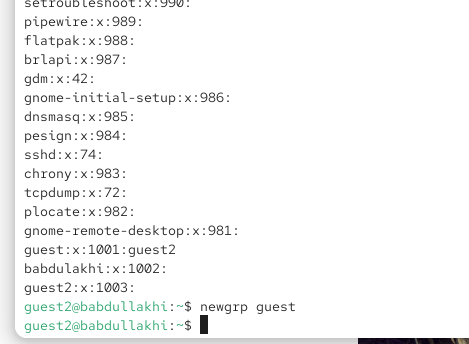 setroubleshoot:x:990:
pipewire:x:989:
flatpak:x:988:
brlapi:x:987:
gdm:x:42:
gnome-initial-setup:x:986:
dnsmasq:x:985:
pesign:x:984:
sshd:x:74:
chrony:x:983:
tcpdump:x:72:
plocate:x:982:
gnome-remote-desktop:x:981:
guest:x:1001:guest2
babdulakhi:x:1002:
guest2:x:1003:
guest2@babdullakhi:~$ newgrp guest
guest2@babdullakhi:~$